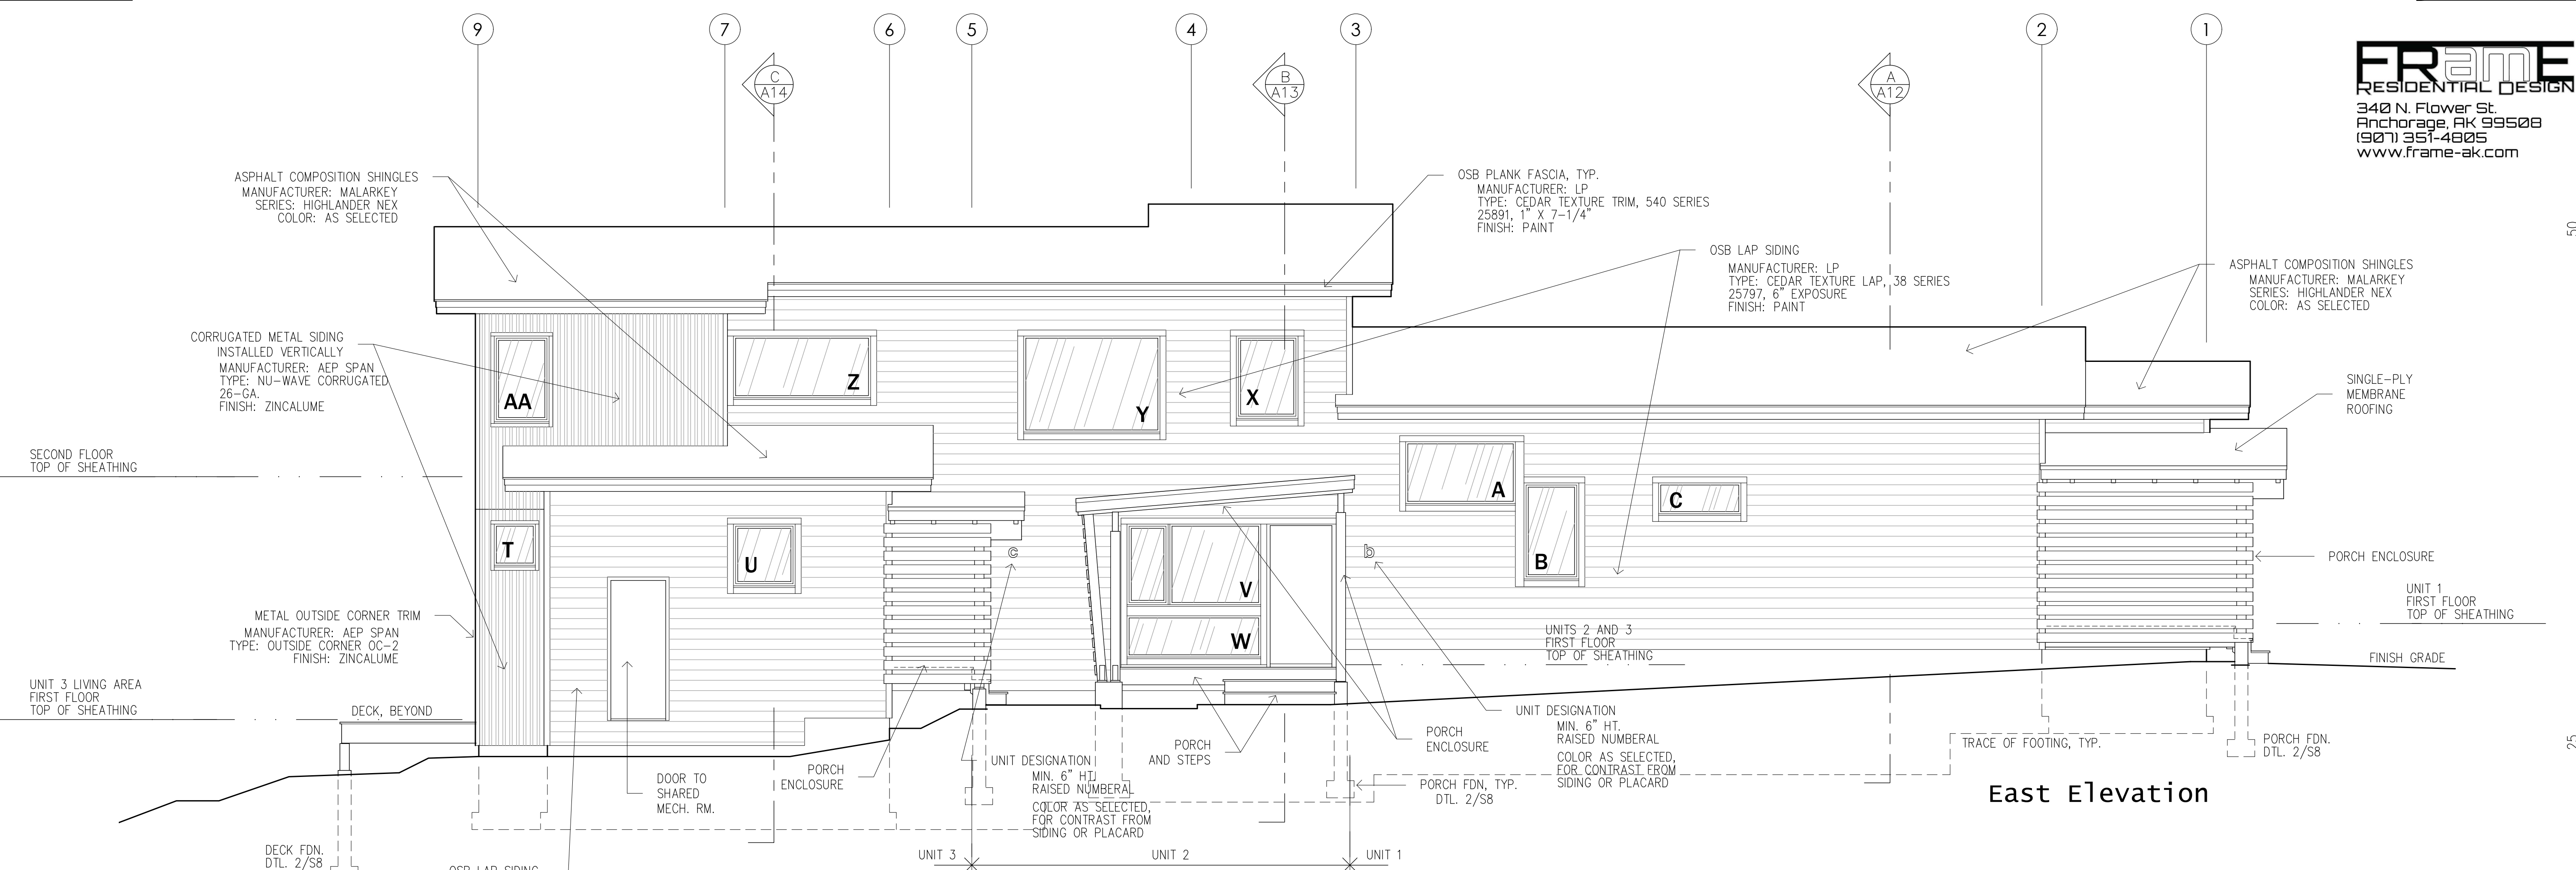 9
7
6
5
4
3
2
1
C
A14
B
A13
A
A12
FRamE
RESIDENTIAL DESIGN
340 N. Flower St.
Anchorage, AK 99508
(907) 351-4805
www.frame-ak.com
ASPHALT COMPOSITION SHINGLES
MANUFACTURER: MALARKEY
SERIES: HIGHLANDER NEX
COLOR: AS SELECTED
OSB PLANK FASCIA, TYP.
MANUFACTURER: LP
TYPE: CEDAR TEXTURE TRIM, 540 SERIES
25891, 1" X 7-1/4"
FINISH: PAINT
OSB LAP SIDING
MANUFACTURER: LP
TYPE: CEDAR TEXTURE LAP, 38 SERIES
25797, 6" EXPOSURE
FINISH: PAINT
ASPHALT COMPOSITION SHINGLES
MANUFACTURER: MALARKEY
SERIES: HIGHLANDER NEX
COLOR: AS SELECTED
50
CORRUGATED METAL SIDING
INSTALLED VERTICALLY
MANUFACTURER: AEP SPAN
TYPE: NU-WAVE CORRUGATED
26-GA.
FINISH: ZINCALUME
SINGLE-PLY
MEMBRANE
ROOFING
AA
Z
Y
X
A
B
C
T
U
V
W
c
b
SECOND FLOOR
TOP OF SHEATHING
PORCH ENCLOSURE
UNIT 1
FIRST FLOOR
TOP OF SHEATHING
METAL OUTSIDE CORNER TRIM
MANUFACTURER: AEP SPAN
TYPE: OUTSIDE CORNER OC-2
FINISH: ZINCALUME
UNITS 2 AND 3
FIRST FLOOR
TOP OF SHEATHING
FINISH GRADE
UNIT 3 LIVING AREA
FIRST FLOOR
TOP OF SHEATHING
DECK, BEYOND
DOOR TO
SHARED
MECH. RM.
PORCH
ENCLOSURE
UNIT DESIGNATION
MIN. 6" HT.
RAISED NUMBERAL
COLOR AS SELECTED,
FOR CONTRAST FROM
SIDING OR PLACARD
PORCH
AND STEPS
PORCH
ENCLOSURE
PORCH FDN, TYP.
DTL. 2/S8
UNIT DESIGNATION
MIN. 6" HT.
RAISED NUMBERAL
COLOR AS SELECTED,
FOR CONTRAST FROM
SIDING OR PLACARD
TRACE OF FOOTING, TYP.
PORCH FDN.
DTL. 2/S8
25
East Elevation
DECK FDN.
DTL. 2/S8
OSB LAP SIDING
UNIT 3
UNIT 2
UNIT 1